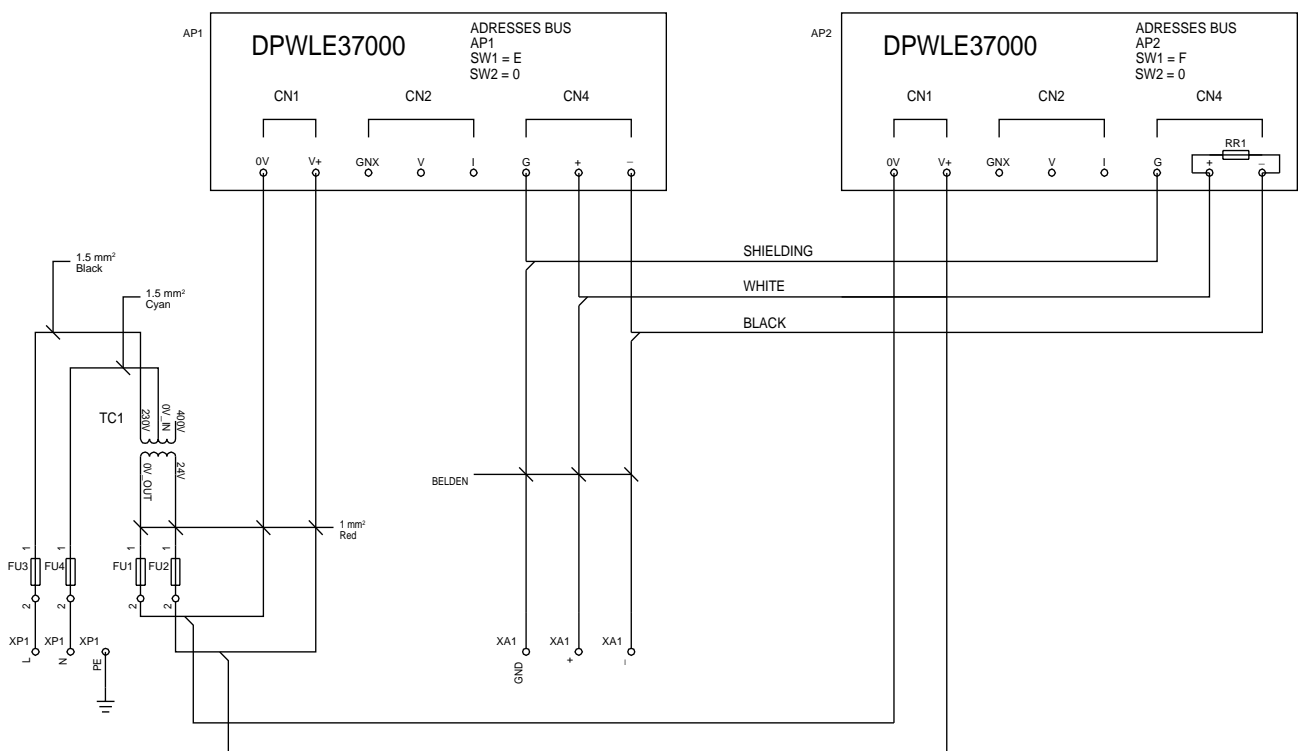 AP1
DPWLE37000
ADRESSES BUS
AP1
SW1 = E
SW2 = 0
CN1
CN2
CN4
0V
V+
GNX
V
I
G
+
–
AP2
DPWLE37000
ADRESSES BUS
AP2
SW1 = F
SW2 = 0
CN1
CN2
CN4
RR1
0V
V+
GNX
V
I
G
+
–
SHIELDING
WHITE
BLACK
1.5 mm²
Black
1.5 mm²
Cyan
TC1
230V
0V_IN
400V
0V_OUT
24V
BELDEN
1 mm²
Red
1
1
1
1
FU3
FU4
FU1
FU2
2
2
2
2
XP1
XP1
XP1
L
N
PE
XA1
XA1
XA1
GND
+
–